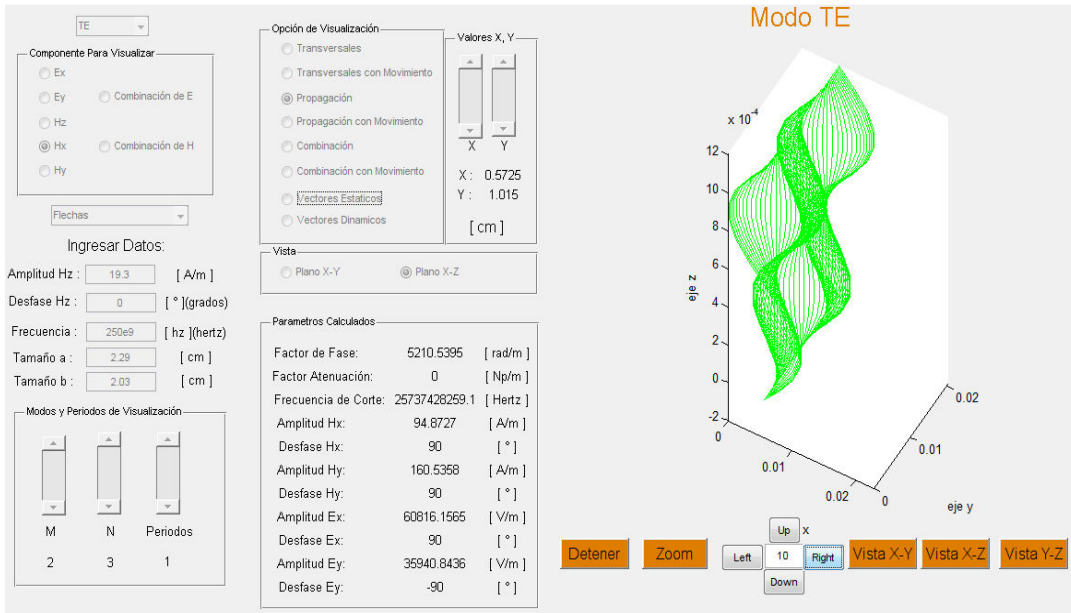 TE
Componente Para Visualizar
Ex
Ey
Combinación de E
Hz
Hx
Combinación de H
Hy
Flechas
Ingresar Datos:
Amplitud Hz : 19.3 [ A/m ]
Desfase Hz : 0 [ ° ](grados)
Frecuencia : 250e9 [ hz ](hertz)
Tamaño a : 2.29 [ cm ]
Tamaño b : 2.03 [ cm ]
Modos y Periodos de Visualización
M N Periodos
2 3 1
Opción de Visualización
Transversales
Transversales con Movimiento
Propagación
Propagación con Movimiento
Combinación
Combinación con Movimiento
Vectores Estaticos
Vectores Dinamicos
Valores X, Y
X Y
X : 0.5725
Y : 1.015
[ cm ]
Vista
Plano X-Y
Plano X-Z
Parametros Calculados
Factor de Fase: 5210.5395 [ rad/m ]
Factor Atenuación: 0 [ Np/m ]
Frecuencia de Corte: 25737428259.1 [ Hertz ]
Amplitud Hx: 94.8727 [ A/m ]
Desfase Hx: 90 [ ° ]
Amplitud Hy: 160.5358 [ A/m ]
Desfase Hy: 90 [ ° ]
Amplitud Ex: 60816.1565 [ V/m ]
Desfase Ex: 90 [ ° ]
Amplitud Ey: 35940.8436 [ V/m ]
Desfase Ey: -90 [ ° ]
Modo TE
x 10^-4
12
10
8
6
4
2
0
-2
eje z
0
0.01
0.02
0
0.01
0.02
eje y
x
Up
Left
10
Right
Down
Detener
Zoom
Vista X-Y
Vista X-Z
Vista Y-Z